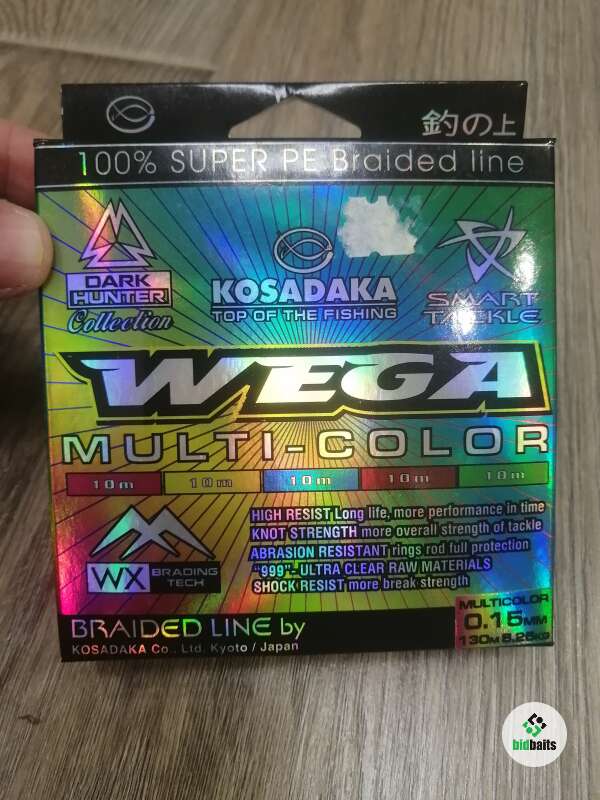 釣の上
100% SUPER PE Braided line
DARK
HUNTER
Collection
KOSADAKA
TOP OF THE FISHING
SMART
TACKLE
WEGA
MULTI-COLOR
10m 10m 10m 10m 10m
WX BRADING
TECH
HIGH RESIST Long life, more performance in time
KNOT STRENGTH more overall strength of tackle
ABRASION RESISTANT rings rod full protection
"999"- ULTRA CLEAR RAW MATERIALS
SHOCK RESIST more break strength
MULTICOLOR
0.15MM
130M 8.25KG
BRAIDED LINE by
KOSADAKA Co., Ltd. Kyoto / Japan
bidbaits